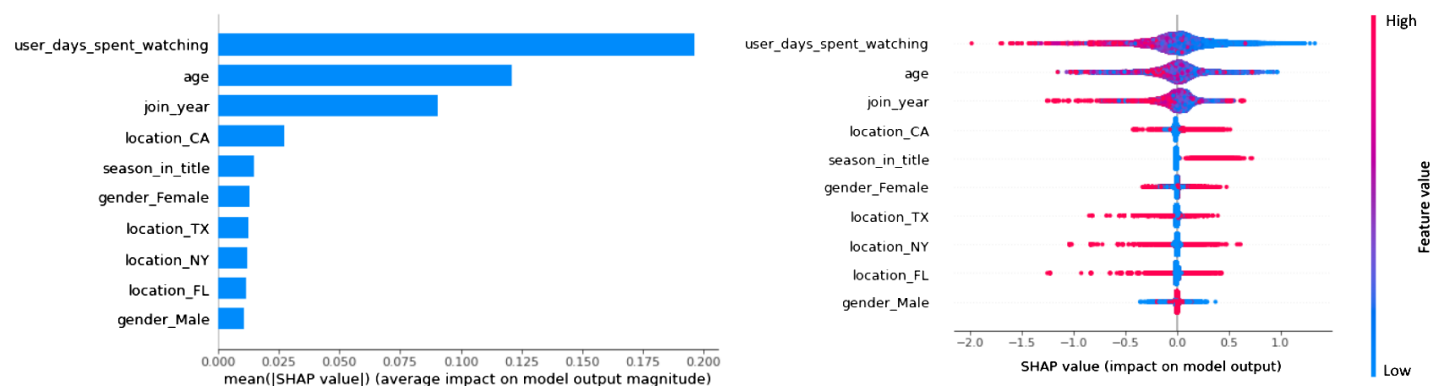 user_days_spent_watching
age
join_year
location_CA
season_in_title
gender_Female
location_TX
location_NY
location_FL
gender_Male
0.000 0.025 0.050 0.075 0.100 0.125 0.150 0.175 0.200
mean(|SHAP value|) (average impact on model output magnitude)
user_days_spent_watching
age
join_year
location_CA
season_in_title
gender_Female
location_TX
location_NY
location_FL
gender_Male
−2.0 −1.5 −1.0 −0.5 0.0 0.5 1.0
SHAP value (impact on model output)
High
Feature value
Low